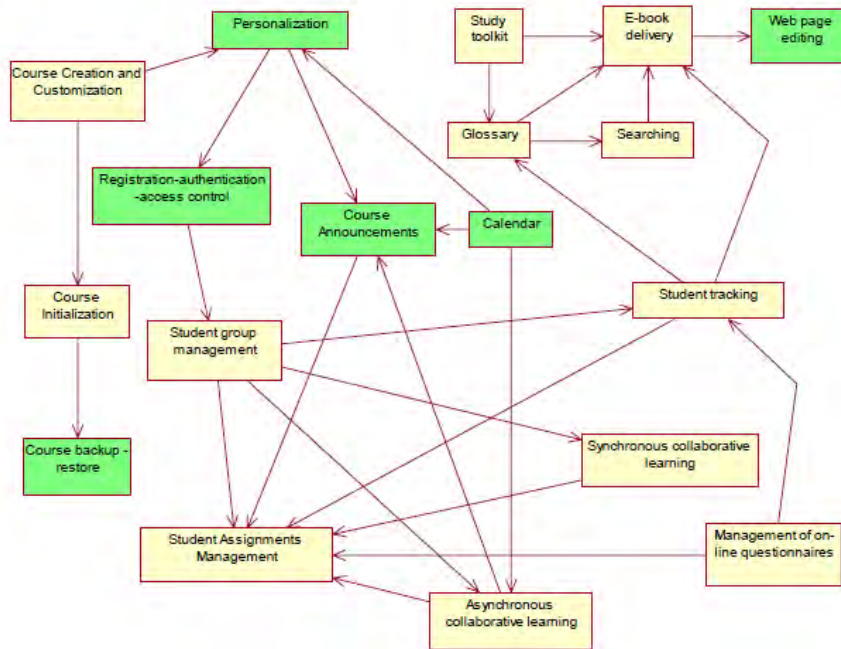 Personalization
Study
toolkit
E-book
delivery
Web page
editing
Course Creation and
Customization
Glossary
Searching
Registration-authentication
-access control
Course
Announcements
Calendar
Course
Initialization
Student tracking
Student group
management
Course backup -
restore
Synchronous collaborative
learning
Student Assignments
Management
Management of on-
line questionnaires
Asynchronous
collaborative learning